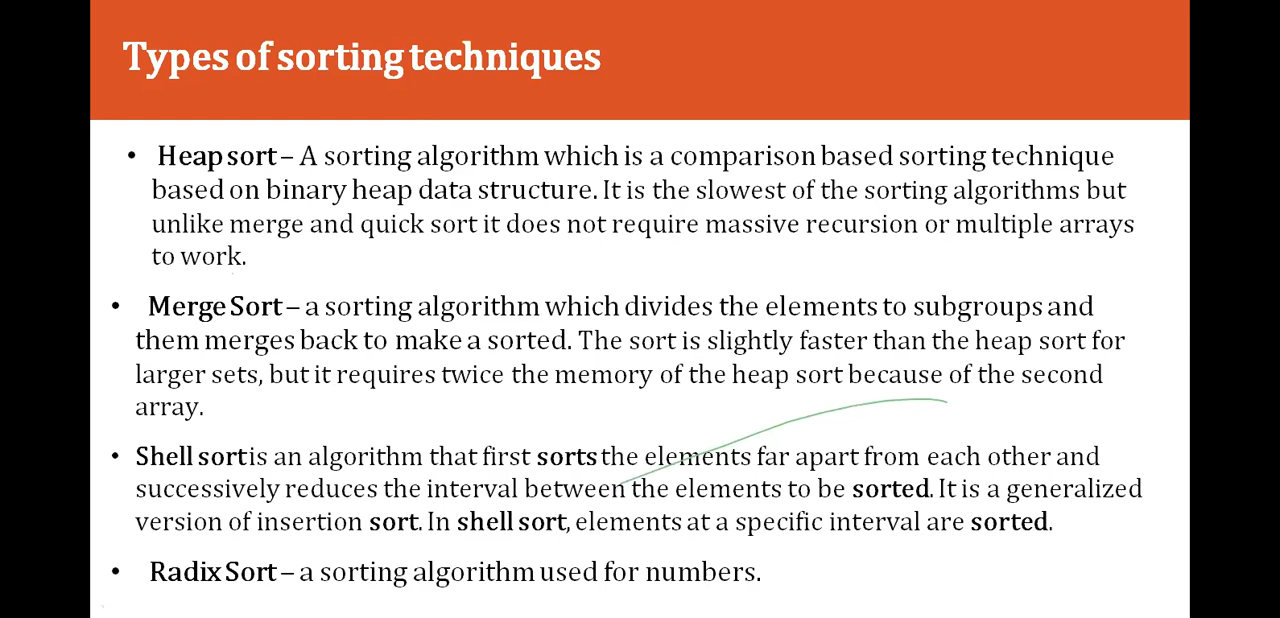 Types of sorting techniques
• Heap sort – A sorting algorithm which is a comparison based sorting technique
based on binary heap data structure. It is the slowest of the sorting algorithms but
unlike merge and quick sort it does not require massive recursion or multiple arrays
to work.
• Merge Sort – a sorting algorithm which divides the elements to subgroups and
them merges back to make a sorted. The sort is slightly faster than the heap sort for
larger sets, but it requires twice the memory of the heap sort because of the second
array.
• Shell sort is an algorithm that first sorts the elements far apart from each other and
successively reduces the interval between the elements to be sorted. It is a generalized
version of insertion sort. In shell sort, elements at a specific interval are sorted.
• Radix Sort – a sorting algorithm used for numbers.